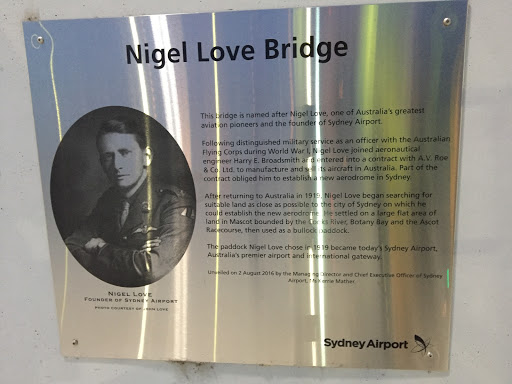 Nigel Love Bridge
This bridge is named after Nigel Love, one of Australia's greatest
aviation pioneers and the founder of Sydney Airport.
Following distinguished military service as an officer with the Australian
Flying Corps during World War I, Nigel Love joined aeronautical
engineer Harry E. Broadsmith and entered into a contract with A.V. Roe
& Co. Ltd. to manufacture and sell its aircraft in Australia. Part of the
contract obliged him to establish a new aerodrome in Sydney.
After returning to Australia in 1919, Nigel Love began searching for
suitable land as close as possible to the city of Sydney on which he
could establish the new aerodrome. He settled on a large flat area of
land in Mascot bounded by the Cooks River, Botany Bay and the Ascot
Racecourse, then used as a bullock paddock.
The paddock Nigel Love chose in 1919 became today's Sydney Airport,
Australia's premier airport and international gateway.
Unveiled on 2 August 2016 by the Managing Director and Chief Executive Officer of Sydney
Airport, Ms Kerrie Mather.
NIGEL LOVE
FOUNDER OF SYDNEY AIRPORT
PHOTO COURTESY OF JOHN LOVE
Sydney Airport